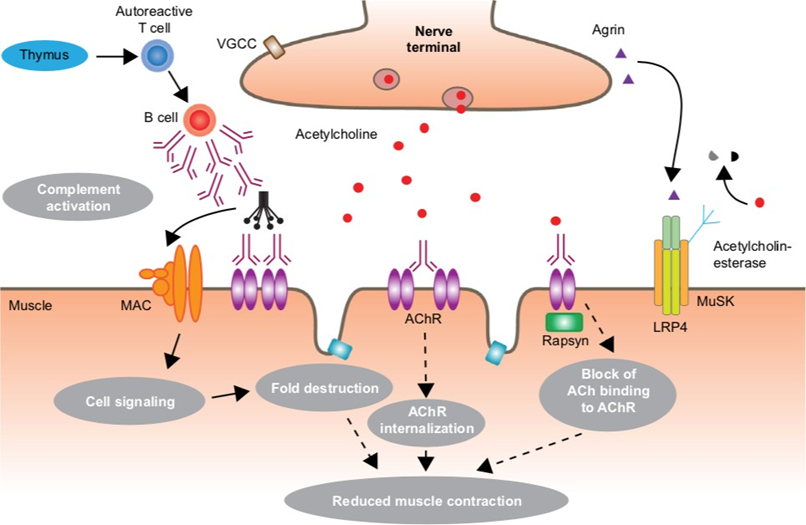 Autoreactive
T cell
Thymus
VGCC
Nerve
terminal
Agrin
B cell
Acetylcholine
Complement
activation
Acetylcholin-
esterase
Muscle
MAC
AChR
Rapsyn
MuSK
LRP4
Cell signaling
Fold destruction
AChR
internalization
Block of
ACh binding
to AChR
Reduced muscle contraction